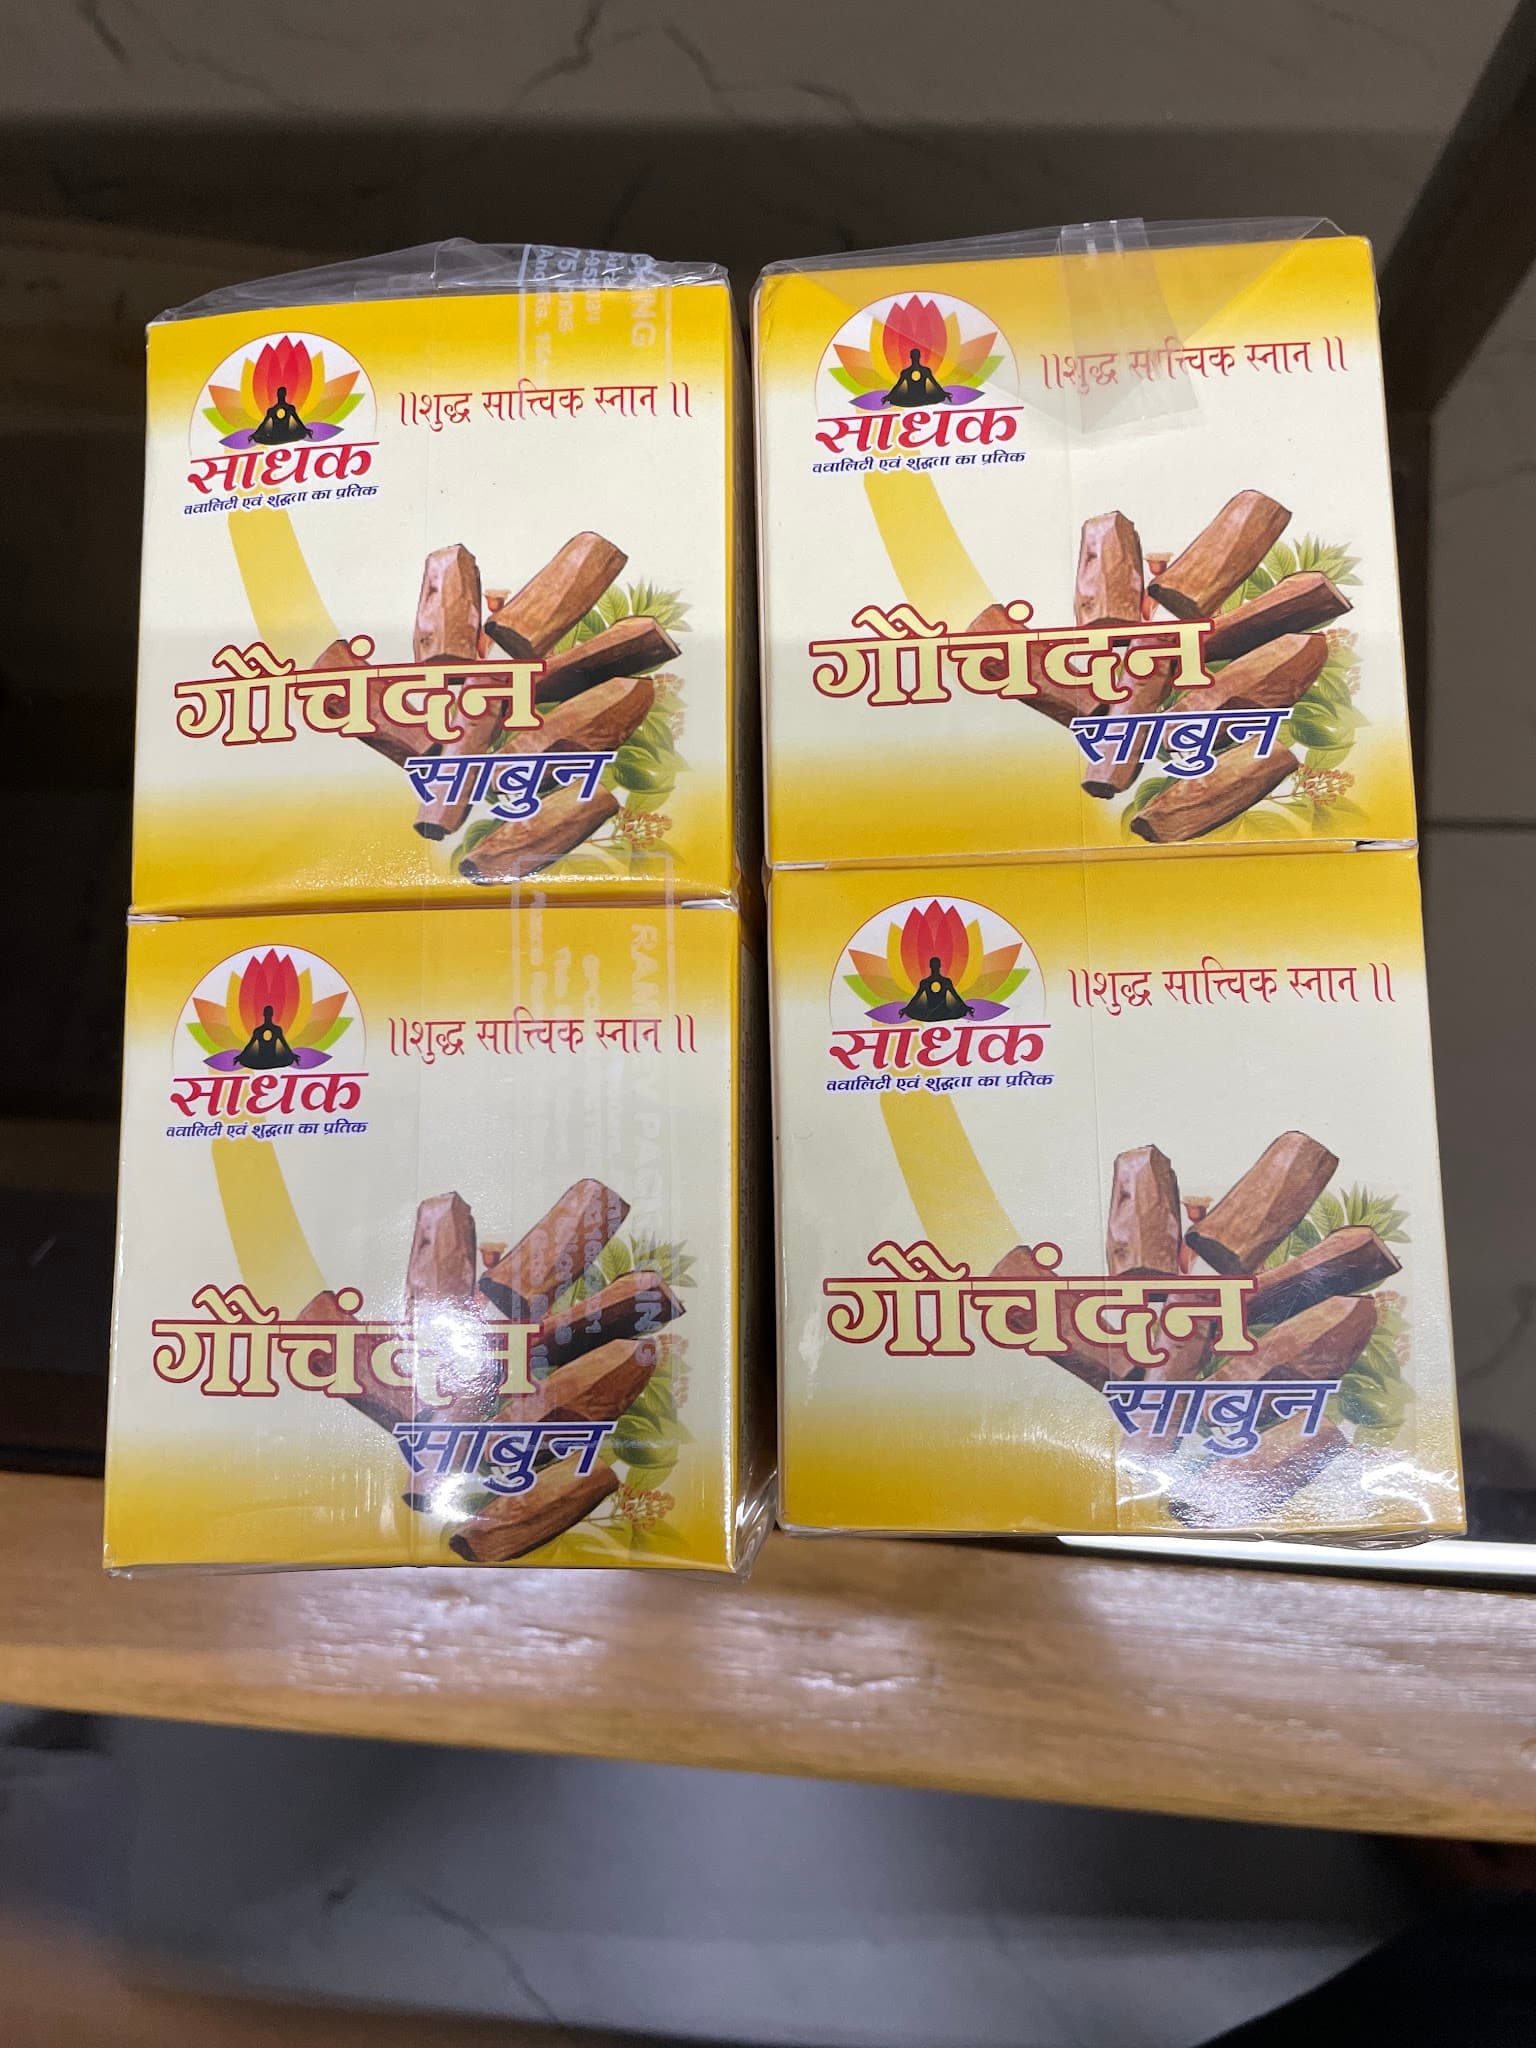 ।।शुद्ध सात्त्विक स्नान ।।
साधक
क्वालिटी एवं शुद्धता का प्रतिक
गौचंदन
साबुन
।।शुद्ध सात्त्विक स्नान ।।
साधक
क्वालिटी एवं शुद्धता का प्रतिक
गौचंदन
साबुन
।।शुद्ध सात्त्विक स्नान ।।
साधक
क्वालिटी एवं शुद्धता का प्रतिक
गौचंदन
साबुन
।।शुद्ध सात्त्विक स्नान ।।
साधक
क्वालिटी एवं शुद्धता का प्रतिक
गौचंदन
साबुन